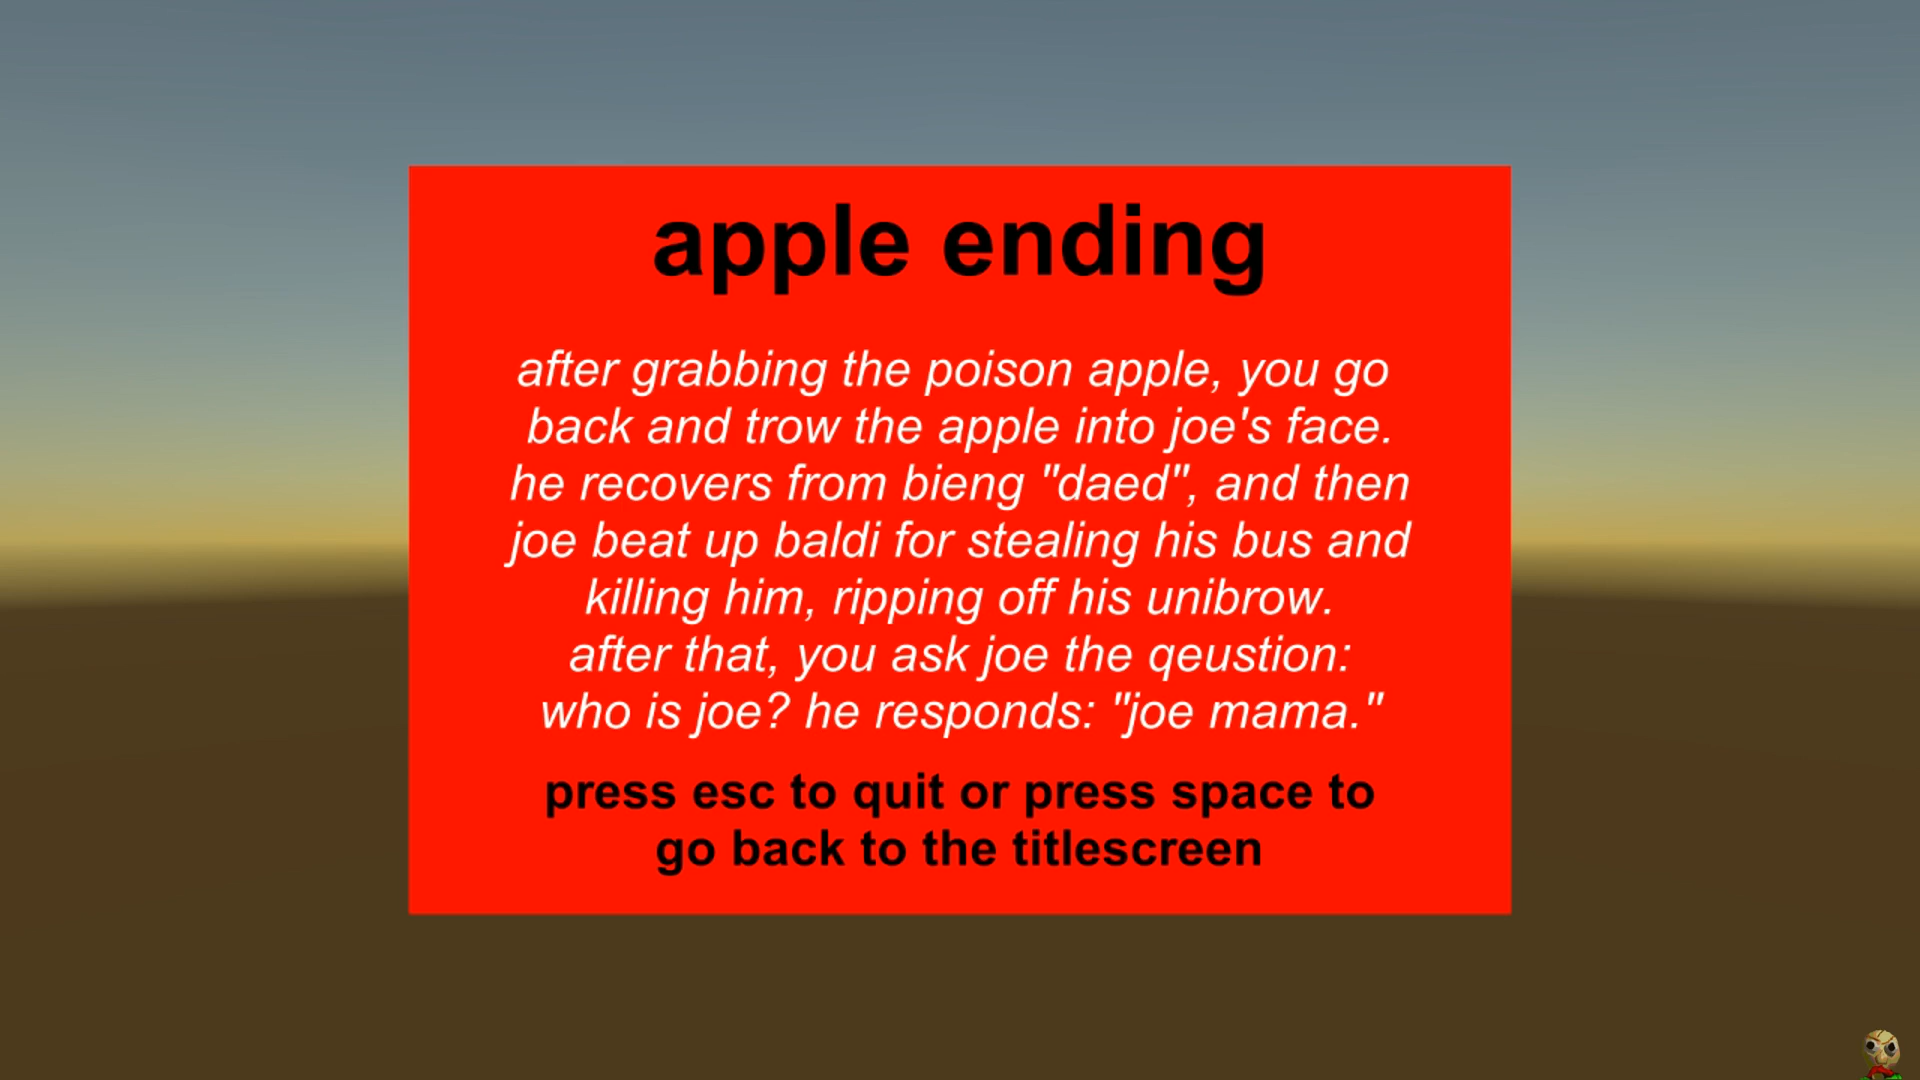 apple ending
after grabbing the poison apple, you go
back and trow the apple into joe's face.
he recovers from bieng "daed", and then
joe beat up baldi for stealing his bus and
killing him, ripping off his unibrow.
after that, you ask joe the qeustion:
who is joe? he responds: "joe mama."
press esc to quit or press space to
go back to the titlescreen